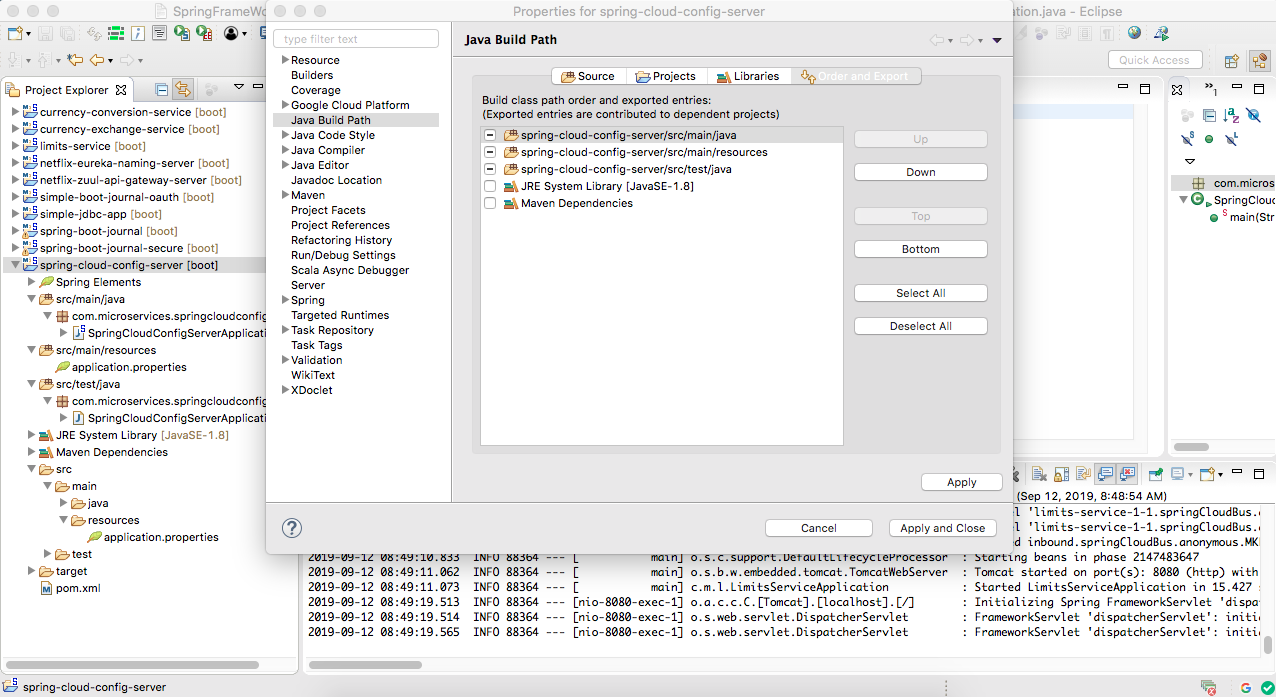 SpringFrameWo
Properties for spring-cloud-config-server
ation.java - Eclipse
Quick Access
Project Explorer
currency-conversion-service [boot]
currency-exchange-service [boot]
limits-service [boot]
netflix-eureka-naming-server [boot]
netflix-zuul-api-gateway-server [boot]
simple-boot-journal-oauth [boot]
simple-jdbc-app [boot]
spring-boot-journal [boot]
spring-boot-journal-secure [boot]
spring-cloud-config-server [boot]
Spring Elements
src/main/java
com.microservices.springcloudconfig
SpringCloudConfigServerApplicati
src/main/resources
application.properties
src/test/java
com.microservices.springcloudconfig
SpringCloudConfigServerApplicati
JRE System Library [JavaSE-1.8]
Maven Dependencies
src
main
java
resources
application.properties
test
target
pom.xml
type filter text
Resource
Builders
Coverage
Google Cloud Platform
Java Build Path
Java Code Style
Java Compiler
Java Editor
Javadoc Location
Maven
Project Facets
Project References
Refactoring History
Run/Debug Settings
Scala Async Debugger
Server
Spring
Targeted Runtimes
Task Repository
Task Tags
Validation
WikiText
XDoclet
Java Build Path
Source Projects Libraries Order and Export
Build class path order and exported entries:
(Exported entries are contributed to dependent projects)
spring-cloud-config-server/src/main/java
spring-cloud-config-server/src/main/resources
spring-cloud-config-server/src/test/java
JRE System Library [JavaSE-1.8]
Maven Dependencies
Up
Down
Top
Bottom
Select All
Deselect All
Apply
Cancel
Apply and Close
com.micros
SpringCloud
main(Stri
(Sep 12, 2019, 8:48:54 AM)
'limits-service-1-1.springCloudBus.
'limits-service-1-1.springCloudBus.
inbound.springCloudBus.anonymous.MK
2019-09-12 08:49:10.833 INFO 88364 --- [ main] o.s.c.support.DefaultLifecycleProcessor : Starting beans in phase 2147483647
2019-09-12 08:49:11.062 INFO 88364 --- [ main] o.s.b.w.embedded.tomcat.TomcatWebServer : Tomcat started on port(s): 8080 (http) with
2019-09-12 08:49:11.073 INFO 88364 --- [ main] c.m.l.LimitsServiceApplication : Started LimitsServiceApplication in 15.427
2019-09-12 08:49:19.513 INFO 88364 --- [nio-8080-exec-1] o.a.c.c.C.[Tomcat].[localhost].[/] : Initializing Spring FrameworkServlet 'dispa
2019-09-12 08:49:19.514 INFO 88364 --- [nio-8080-exec-1] o.s.web.servlet.DispatcherServlet : FrameworkServlet 'dispatcherServlet': initi
2019-09-12 08:49:19.565 INFO 88364 --- [nio-8080-exec-1] o.s.web.servlet.DispatcherServlet : FrameworkServlet 'dispatcherServlet': initi
spring-cloud-config-server